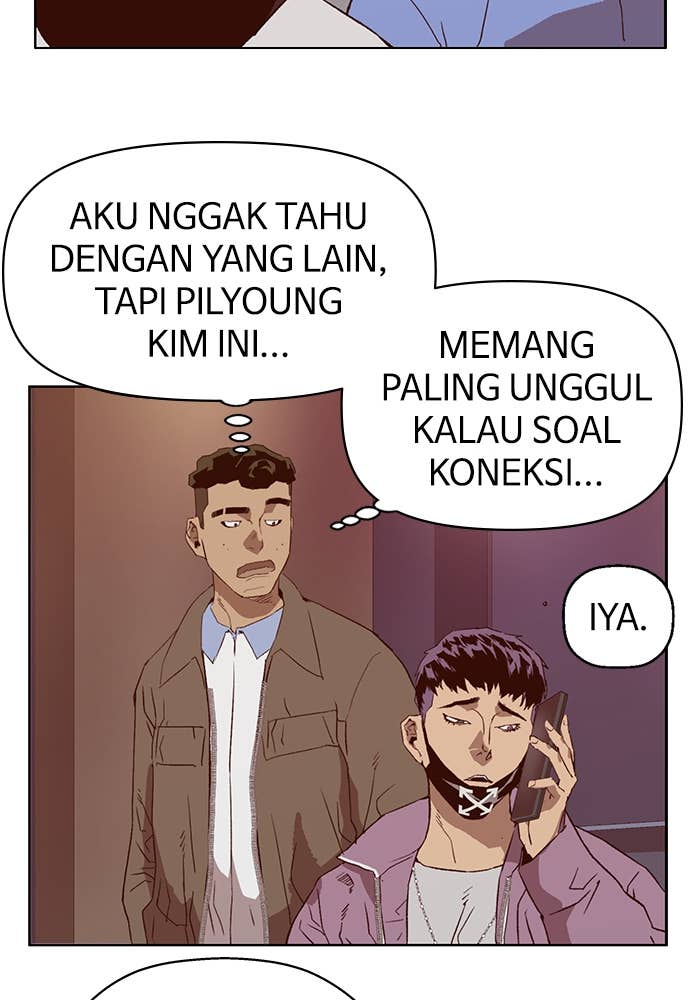 AKU NGGAK TAHU
DENGAN YANG LAIN,
TAPI PILYOUNG
KIM INI...
MEMANG
PALING UNGGUL
KALAU SOAL
KONEKSI...
IYA.